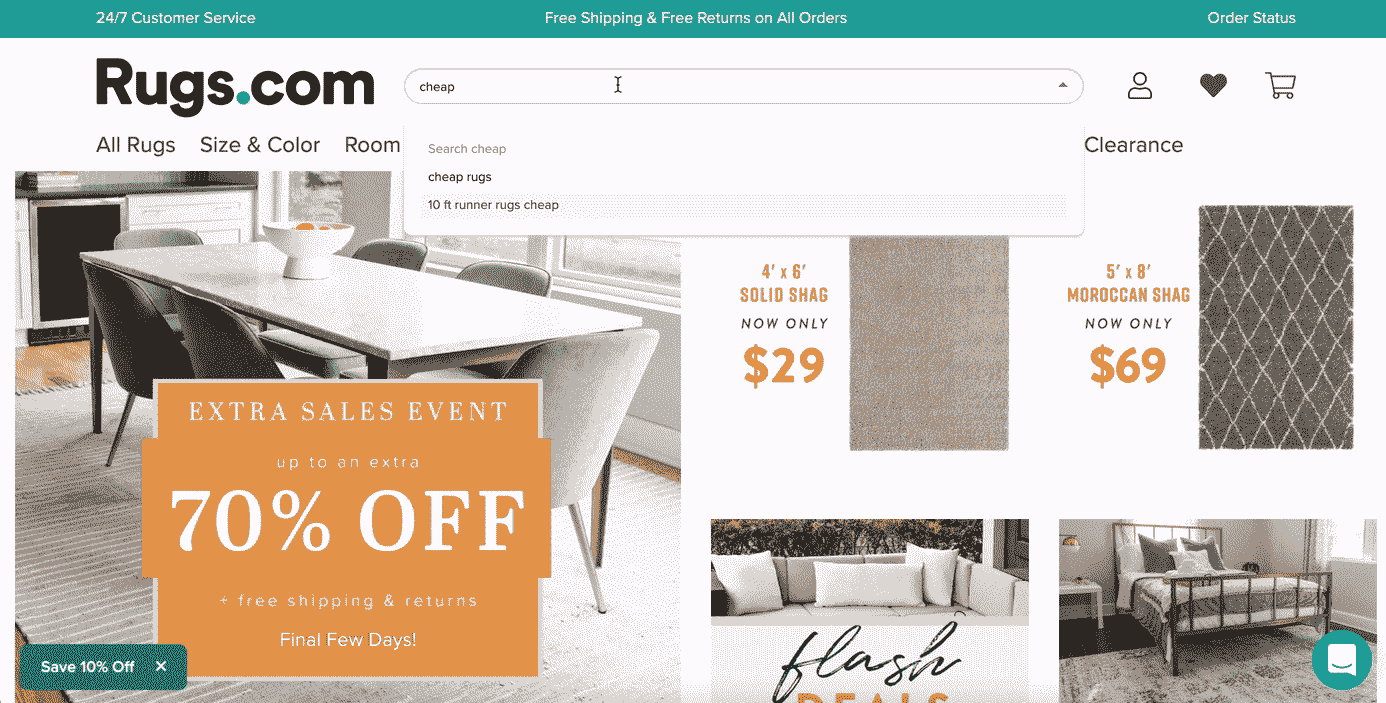 24/7 Customer Service
Free Shipping & Free Returns on All Orders
Order Status
Rugs.com
cheap
All Rugs
Size & Color
Room
Clearance
Search cheap
cheap rugs
10 ft runner rugs cheap
4' x 6'
SOLID SHAG
NOW ONLY
$29
5' x 8'
MOROCCAN SHAG
NOW ONLY
$69
EXTRA SALES EVENT
up to an extra
70% OFF
+ free shipping & returns
Final Few Days!
Save 10% Off ×
flash
DEALS